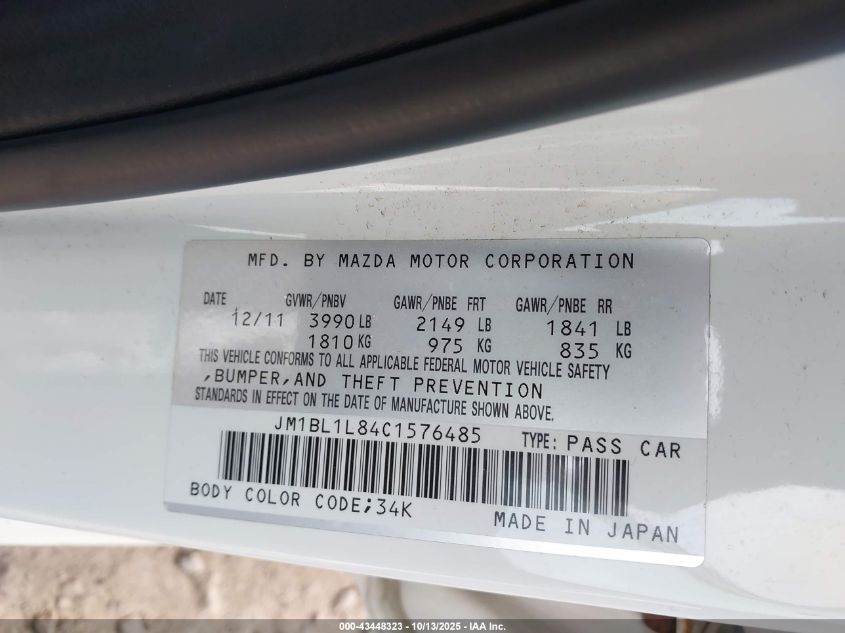 MFD. BY MAZDA MOTOR CORPORATION
DATE GVWR/PNBV GAWR/PNBE FRT GAWR/PNBE RR
12/11 3990 LB 2149 LB 1841 LB
1810 KG 975 KG 835 KG
THIS VEHICLE CONFORMS TO ALL APPLICABLE FEDERAL MOTOR VEHICLE SAFETY
,BUMPER,AND THEFT PREVENTION
STANDARDS IN EFFECT ON THE DATE OF MANUFACTURE SHOWN ABOVE.
JM1BL1L84C1576485 TYPE: PASS CAR
BODY COLOR CODE;34K MADE IN JAPAN
000-43448323 - 10/13/2025 - IAA Inc.